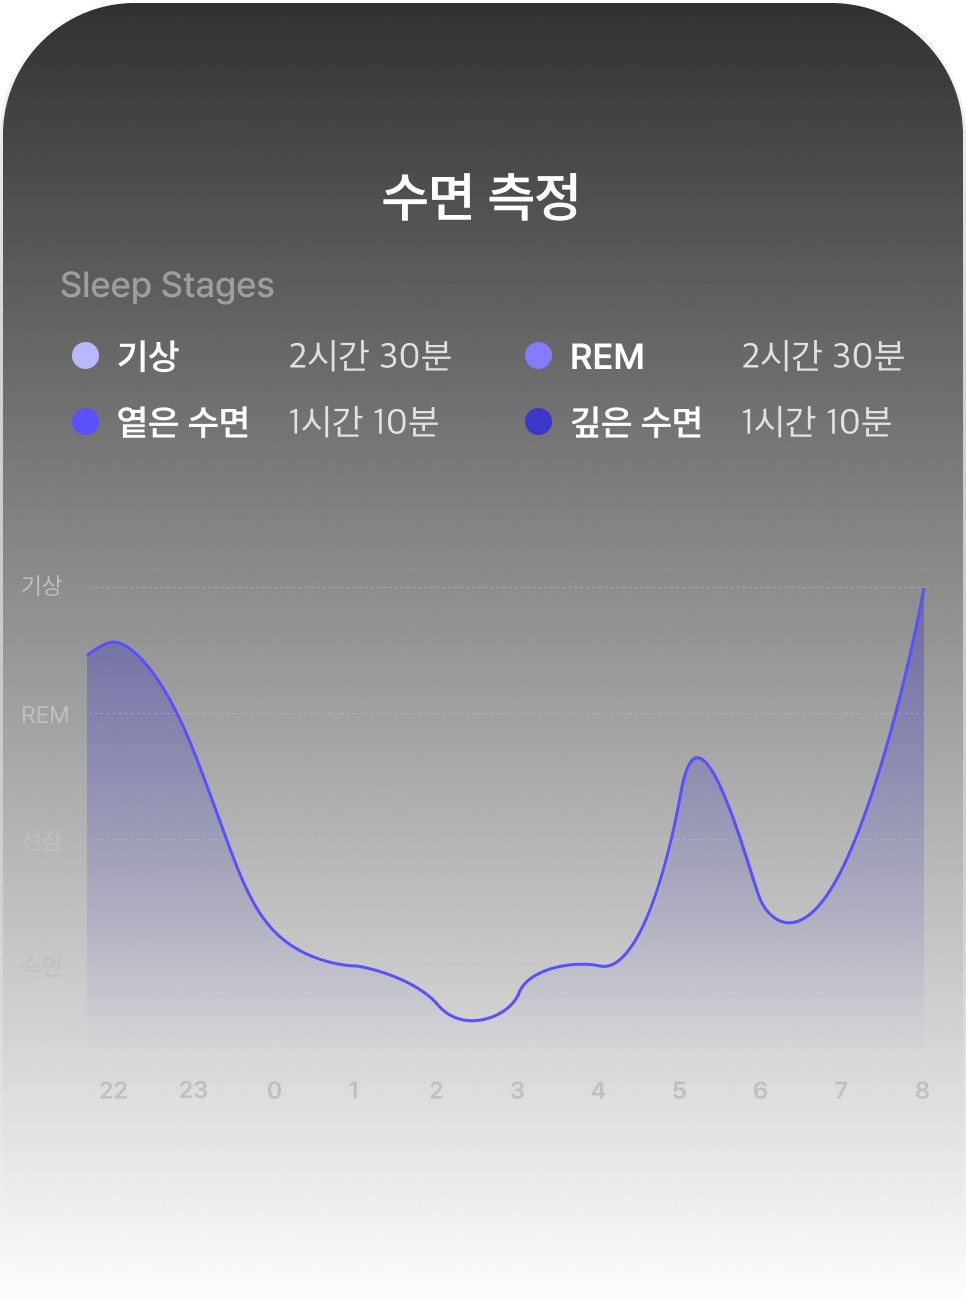 수면 측정
Sleep Stages
기상 2시간 30분 REM 2시간 30분
옅은 수면 1시간 10분 깊은 수면 1시간 10분
기상
REM
선잠
숙면
22 23 0 1 2 3 4 5 6 7 8